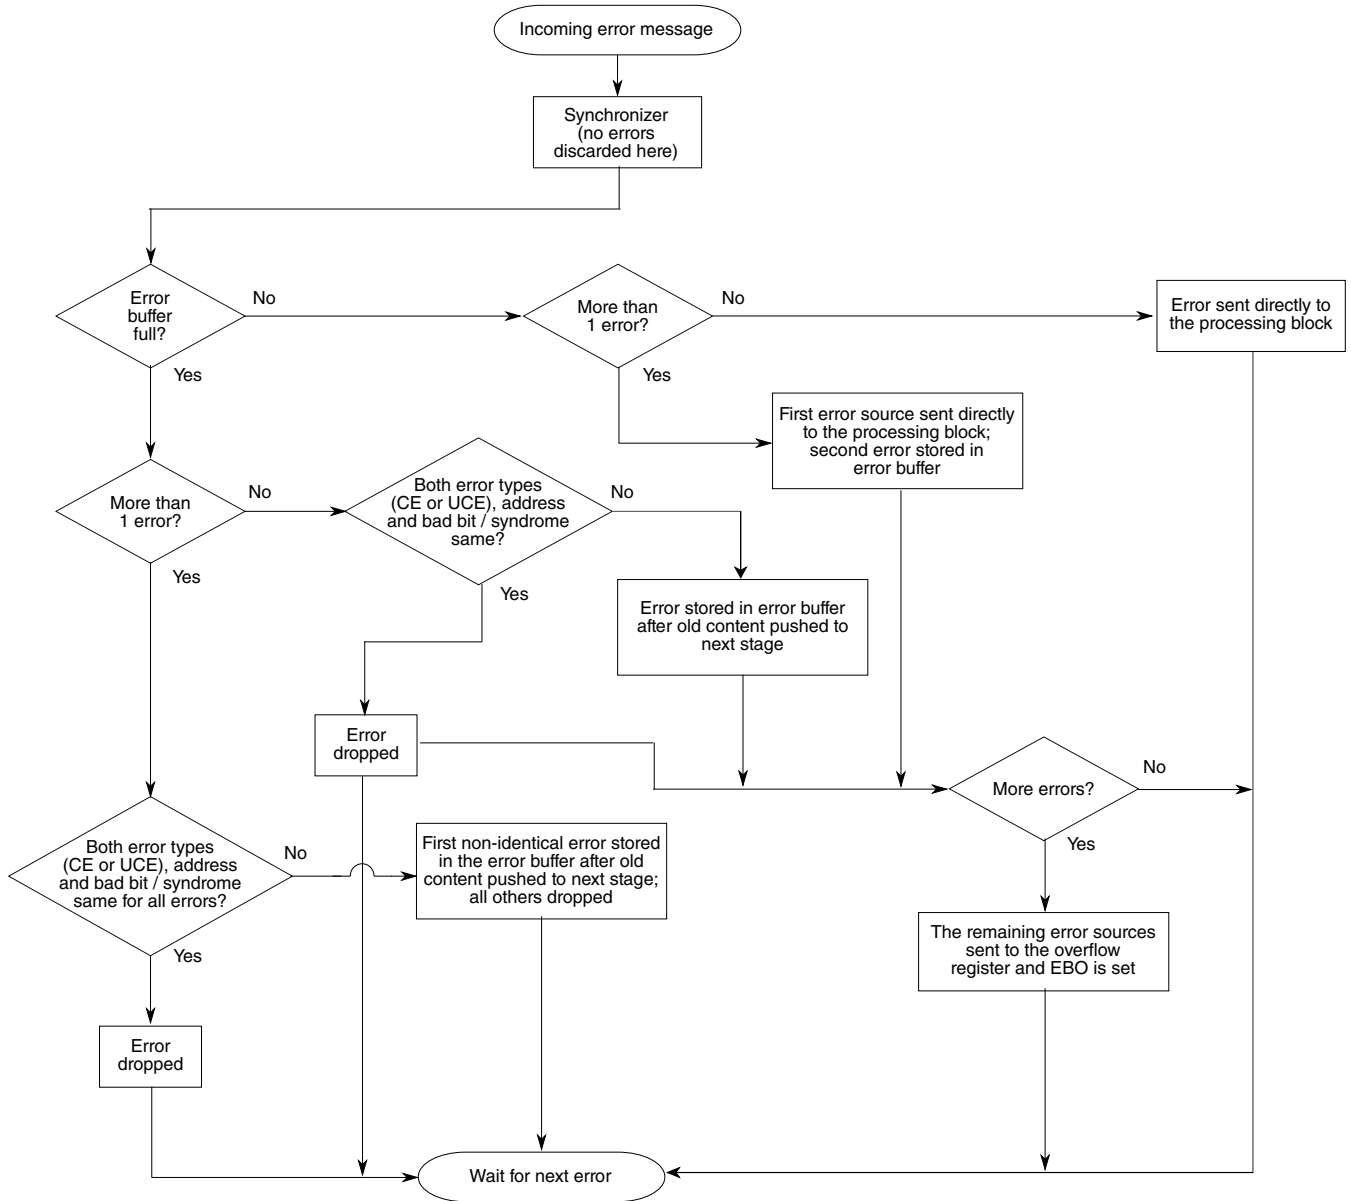 Incoming error message
Synchronizer
(no errors
discarded here)
Error
buffer
full?
No
Yes
More than
1 error?
No
Yes
Error sent directly to
the processing block
First error source sent directly
to the processing block;
second error stored in
error buffer
More than
1 error?
No
Yes
Both error types
(CE or UCE), address
and bad bit / syndrome
same?
No
Yes
Error stored in error buffer
after old content pushed to
next stage
Error
dropped
More errors?
No
Yes
Both error types
(CE or UCE), address
and bad bit / syndrome
same for all errors?
No
Yes
First non-identical error stored
in the error buffer after old
content pushed to next stage;
all others dropped
The remaining error sources
sent to the overflow
register and EBO is set
Error
dropped
Wait for next error